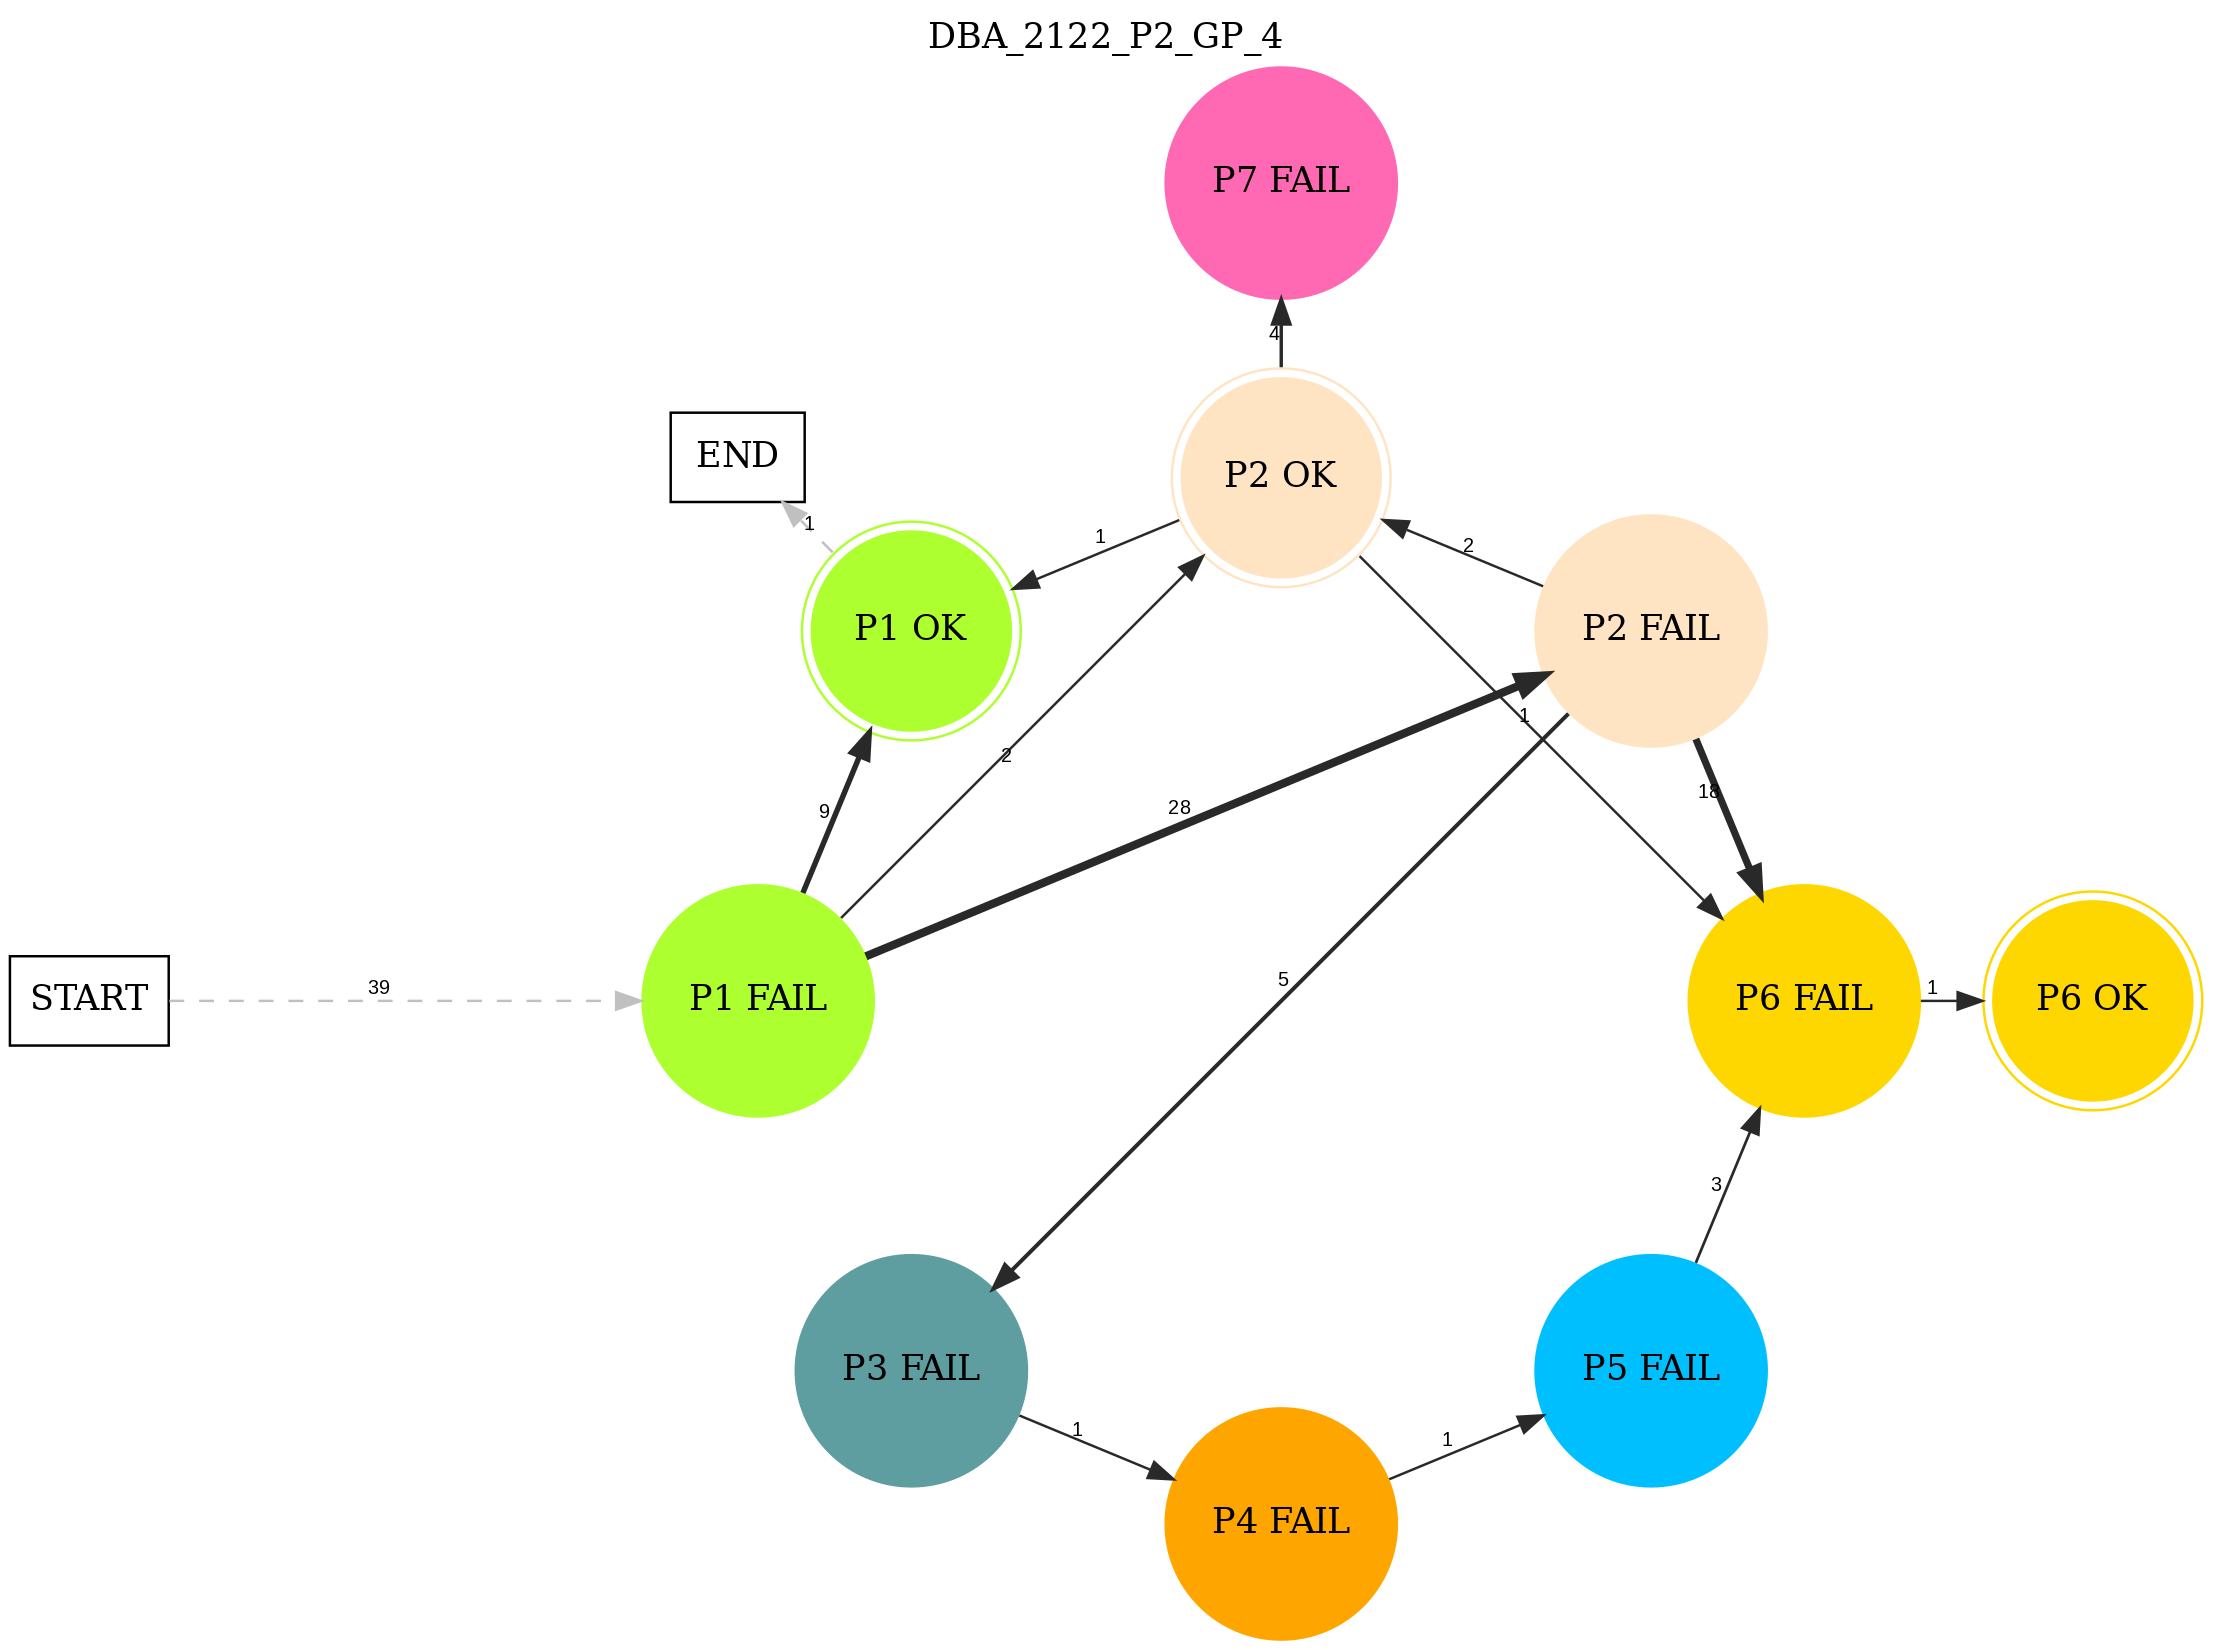 DBA_2122_P2_GP_4
P7 FAIL
4
END
P2 OK
1
1
2
P1 OK
P2 FAIL
1
2
18
9
28
START
39
P1 FAIL
5
P6 FAIL
1
P6 OK
3
P3 FAIL
P5 FAIL
1
1
P4 FAIL